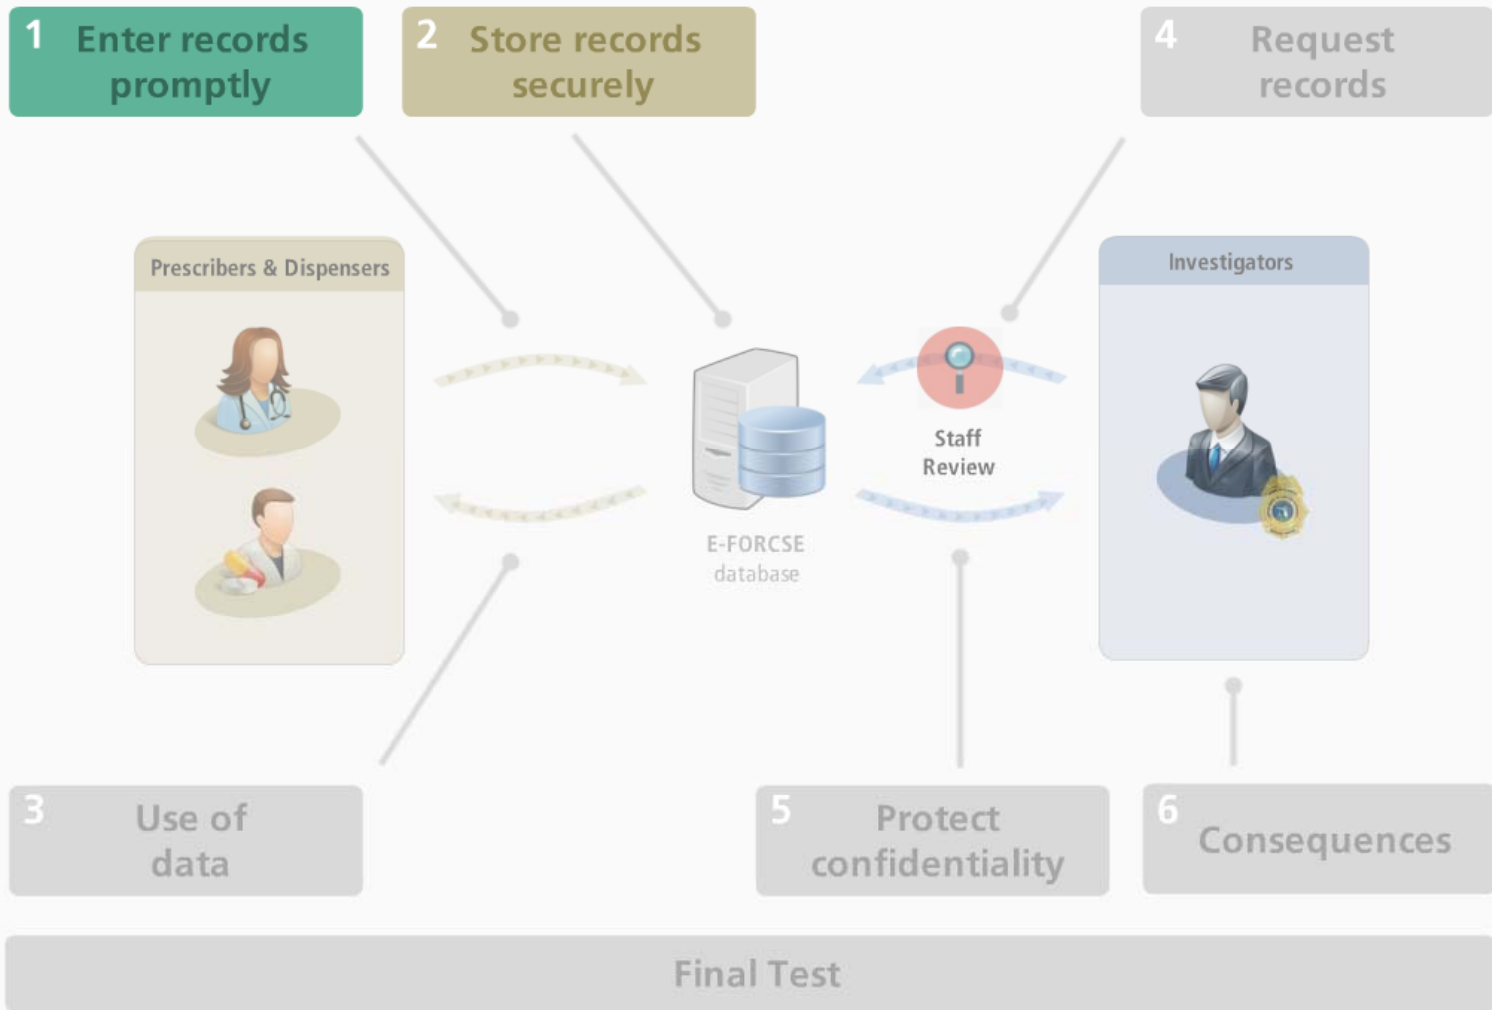 1 Enter records
promptly
2 Store records
securely
4 Request
records
Prescribers & Dispensers
Investigators
Staff
Review
E-FORCSE
database
3 Use of
data
5 Protect
confidentiality
6 Consequences
Final Test